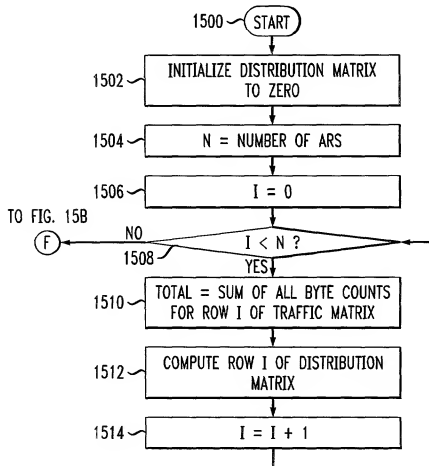 1500
START
1502
INITIALIZE DISTRIBUTION MATRIX
TO ZERO
1504
N = NUMBER OF ARS
1506
I = 0
TO FIG. 15B
F
NO
1508
I < N ?
YES
1510
TOTAL = SUM OF ALL BYTE COUNTS
FOR ROW I OF TRAFFIC MATRIX
1512
COMPUTE ROW I OF DISTRIBUTION
MATRIX
1514
I = I + 1